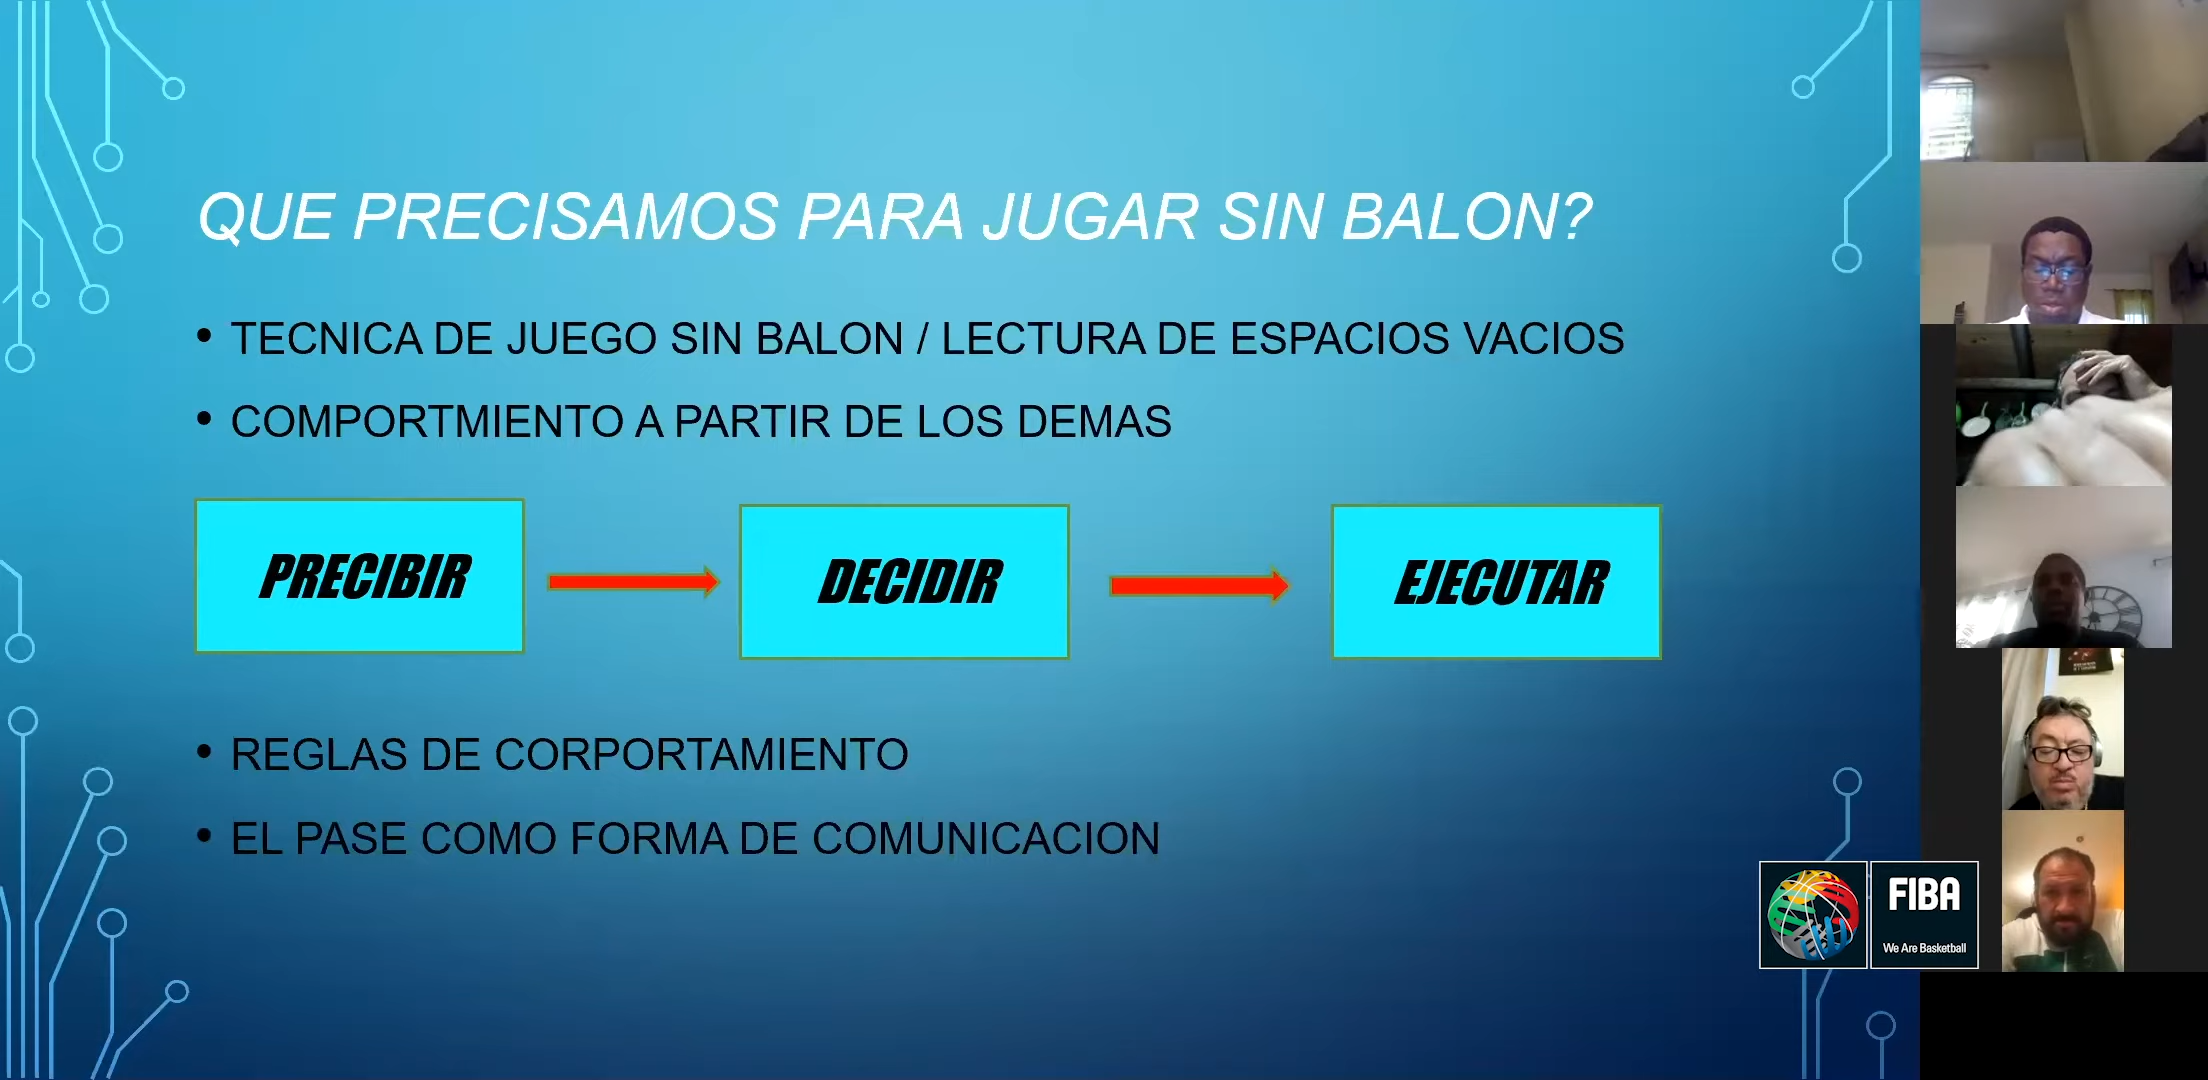 QUE PRECISAMOS PARA JUGAR SIN BALON?
• TECNICA DE JUEGO SIN BALON / LECTURA DE ESPACIOS VACIOS
• COMPORTMIENTO A PARTIR DE LOS DEMAS
PRECIBIR
DECIDIR
EJECUTAR
• REGLAS DE CORPORTAMIENTO
• EL PASE COMO FORMA DE COMUNICACION
FIBA
We Are Basketball